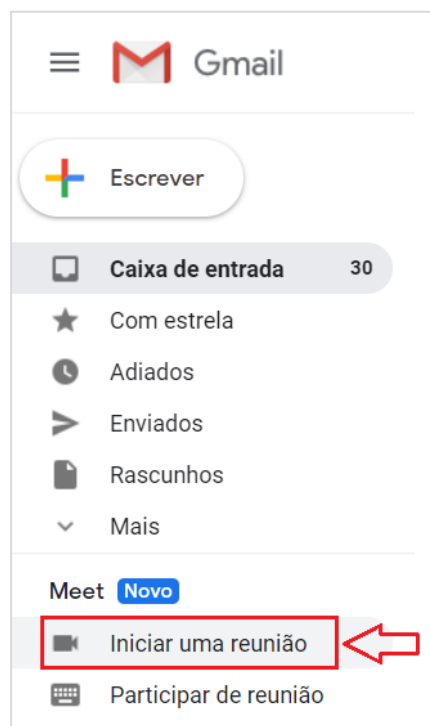 Gmail
Escrever
Caixa de entrada 30
Com estrela
Adiados
Enviados
Rascunhos
Mais
Meet Novo
Iniciar uma reunião
Participar de reunião